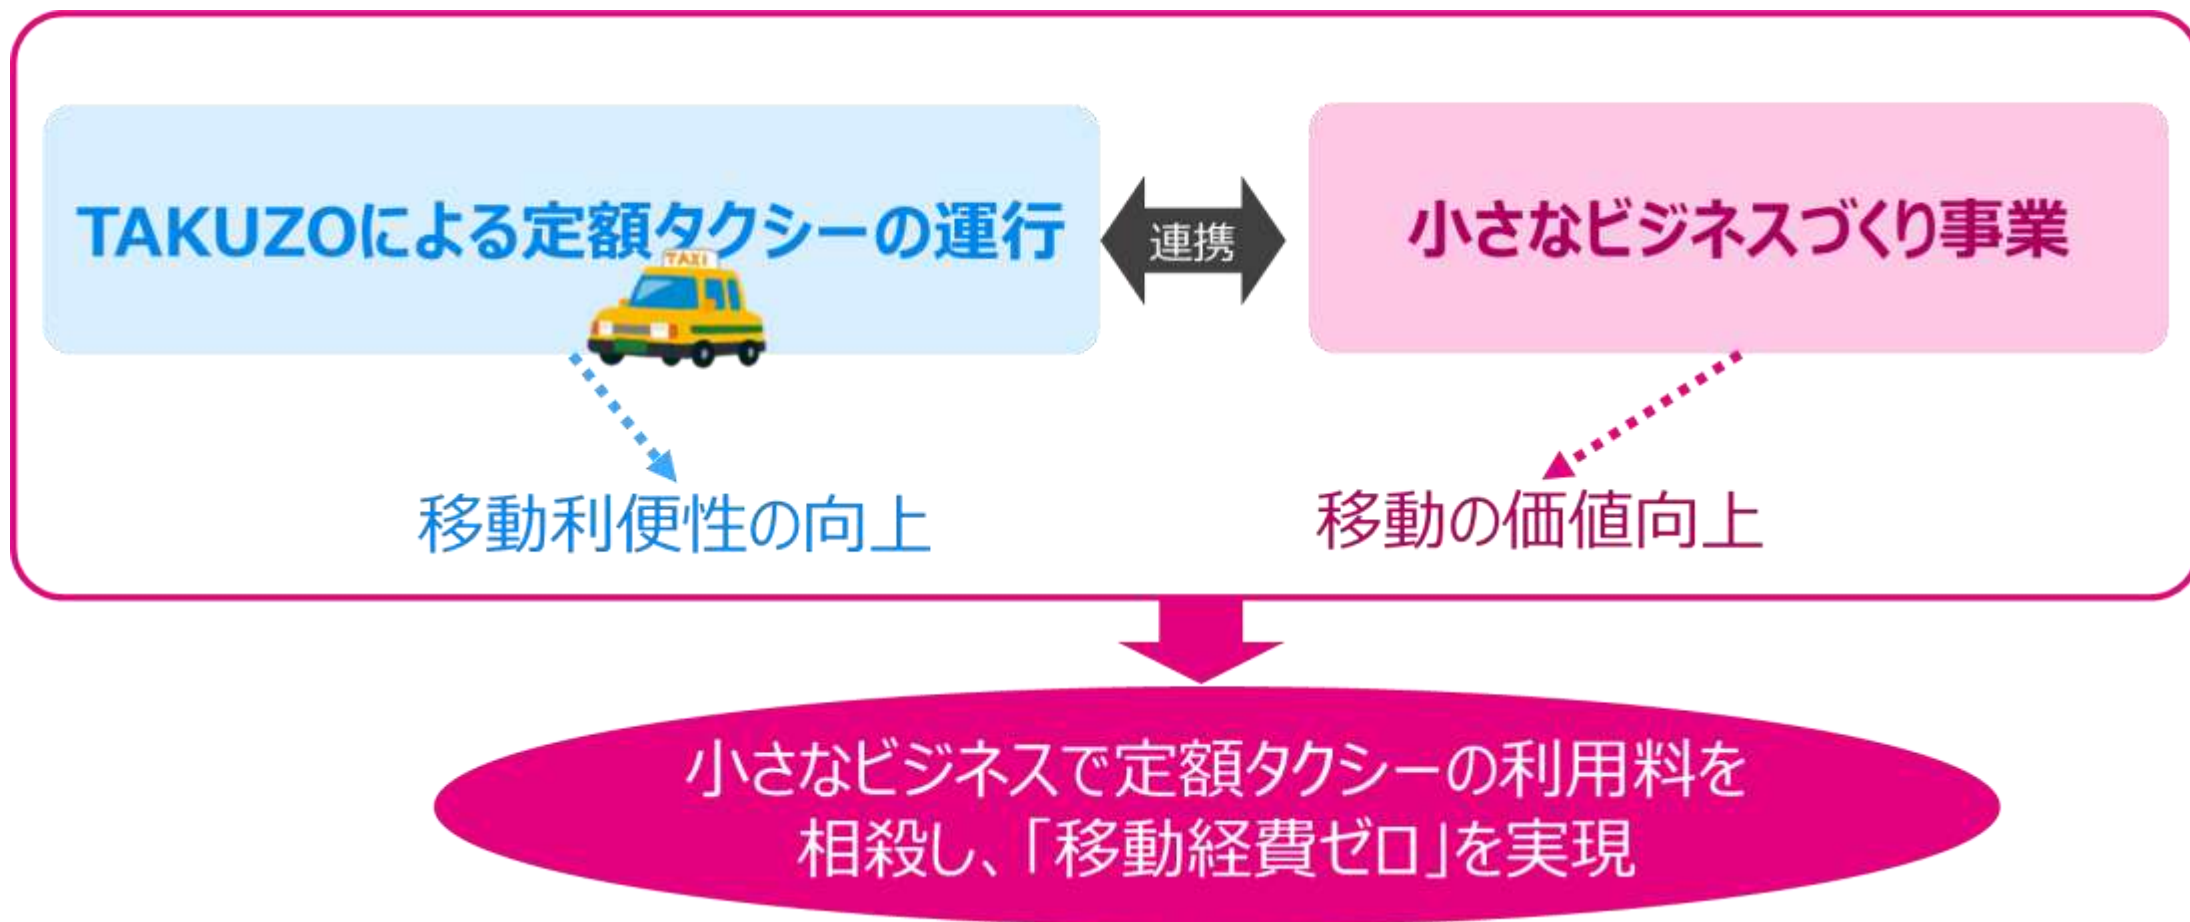 TAKUZOによる定額タクシーの運行
TAXI
連携
小さなビジネスづくり事業
移動利便性の向上
移動の価値向上
小さなビジネスで定額タクシーの利用料を
相殺し、「移動経費ゼロ」を実現